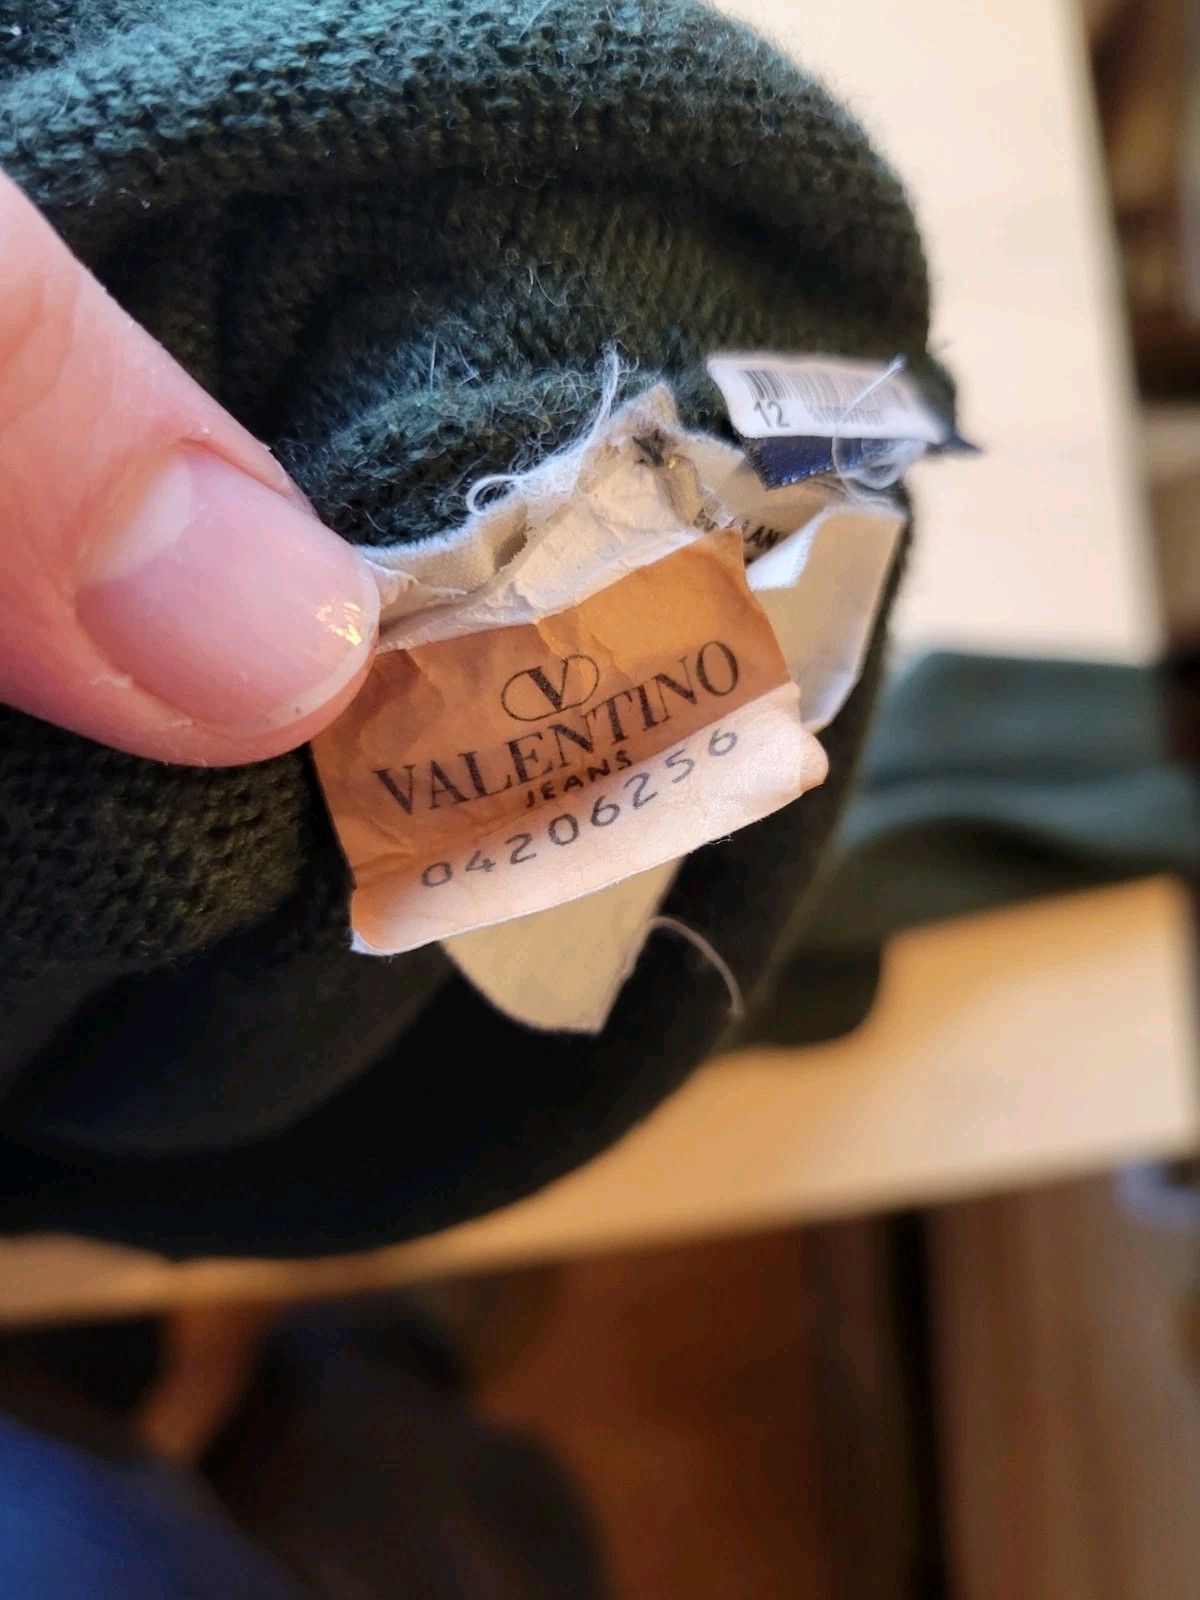 12
V
VALENTINO
JEANS
04206256